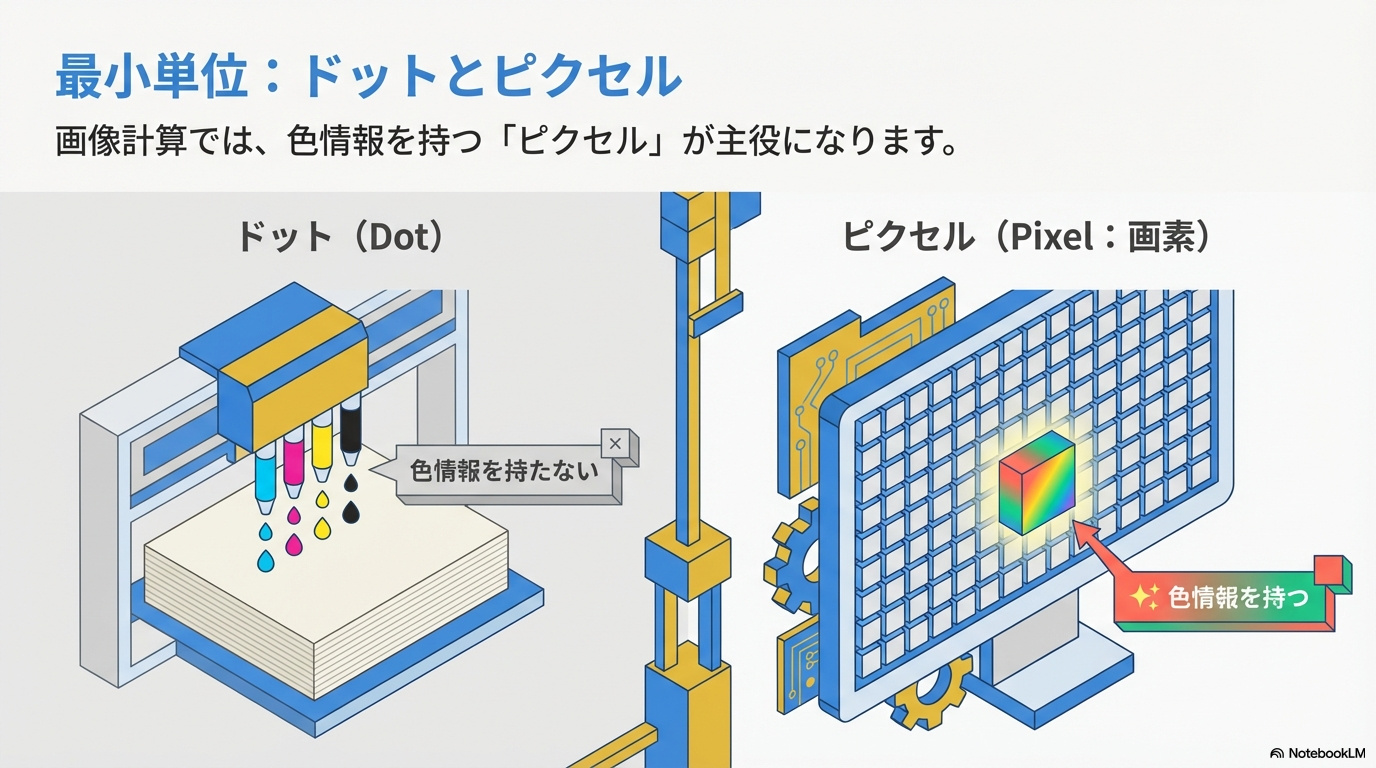 最小単位：ドットとピクセル
画像計算では、色情報を持つ「ピクセル」が主役になります。
ドット（Dot）
ピクセル（Pixel：画素）
色情報を持たない
色情報を持つ
NotebookLM